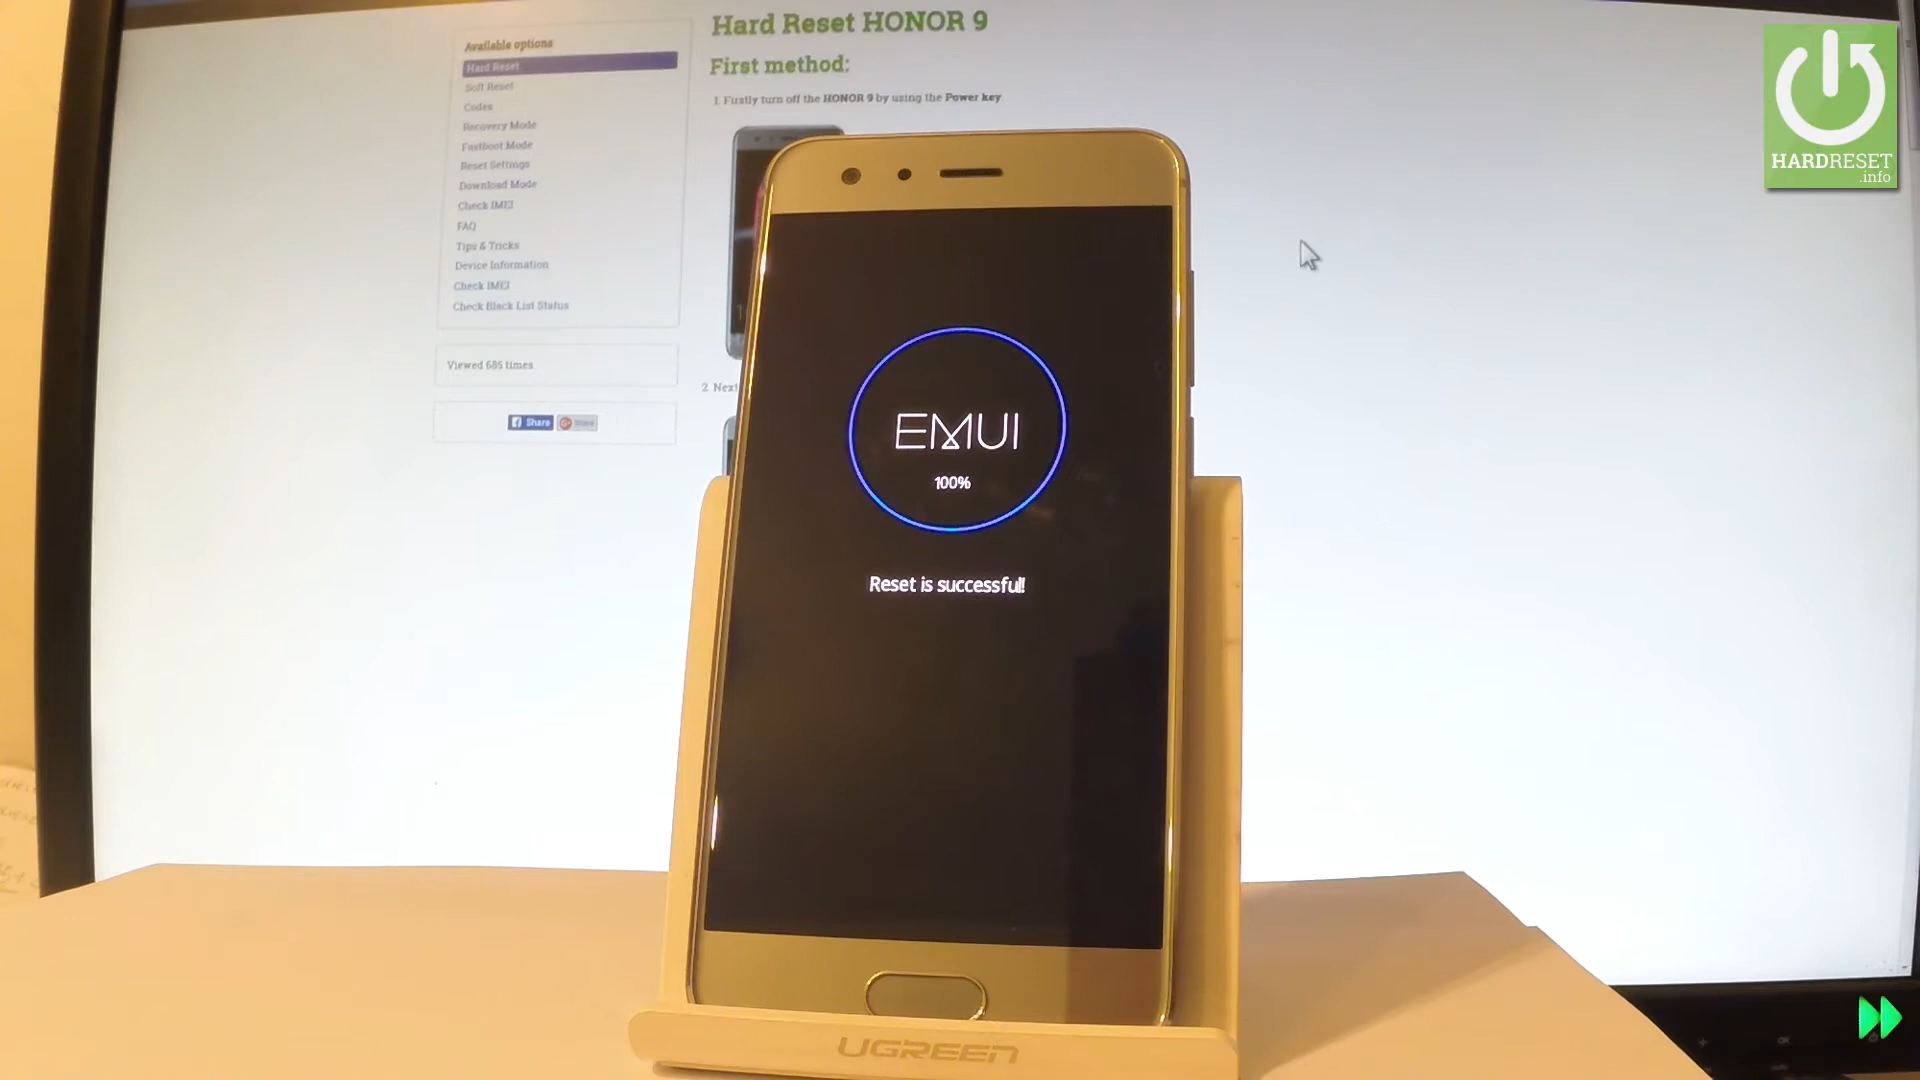 Hard Reset HONOR 9
First method:
1. Firstly turn off the HONOR 9 by using the Power key.
2. Next
Available options
Hard Reset
Soft Reset
Codes
Recovery Mode
Fastboot Mode
Reset Settings
Download Mode
Check IMEI
FAQ
Tips & Tricks
Device Information
Check IMEI
Check Black List Status
Viewed 685 times
Share
Share
HARDRESET
.info
EMUI
100%
Reset is successful!
UGREEN